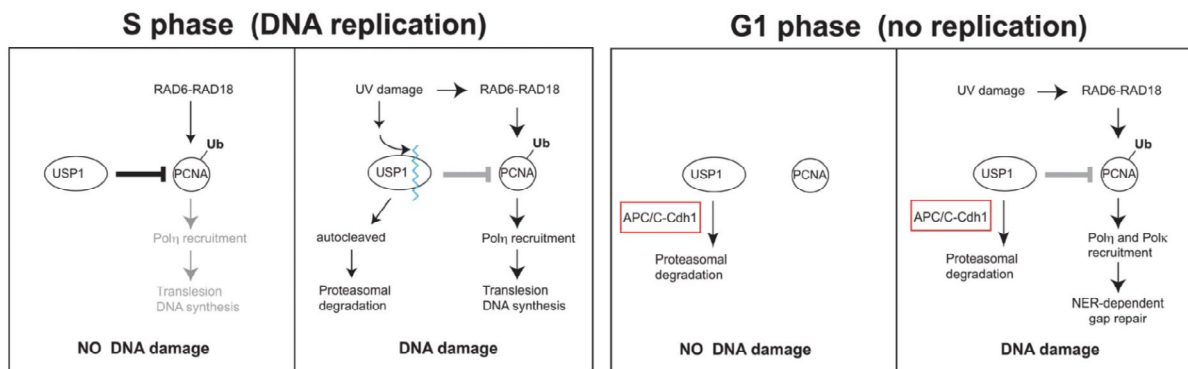 S phase (DNA replication)
RAD6-RAD18
Ub
USP1
PCNA
Polη recruitment
Translesion
DNA synthesis
NO DNA damage
UV damage
RAD6-RAD18
Ub
USP1
PCNA
autocleaved
Polη recruitment
Proteasomal
degradation
Translesion
DNA synthesis
DNA damage
G1 phase (no replication)
USP1
PCNA
APC/C-Cdh1
Proteasomal
degradation
NO DNA damage
UV damage
RAD6-RAD18
Ub
USP1
PCNA
APC/C-Cdh1
Proteasomal
degradation
Polη and Polκ
recruitment
NER-dependent
gap repair
DNA damage